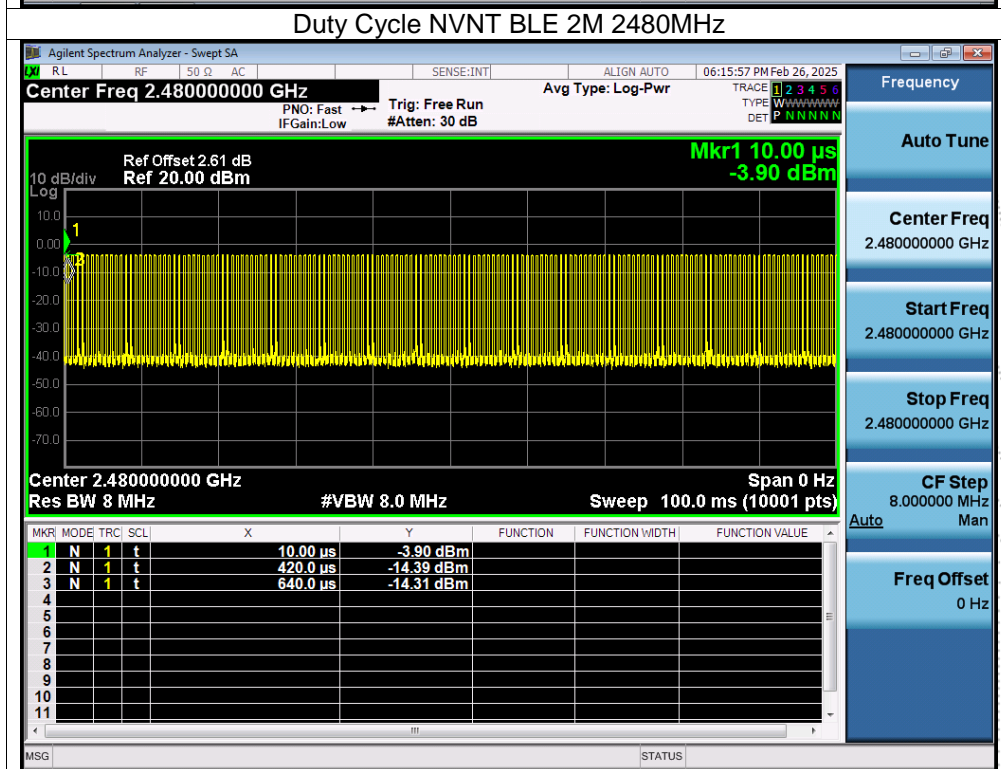 Duty Cycle NVNT BLE 2M 2480MHz
Agilent Spectrum Analyzer - Swept SA
LXI RL RF 50 Ω AC SENSE:INT ALIGN AUTO 06:15:57 PM Feb 26, 2025
Center Freq 2.480000000 GHz
PNO: Fast
IFGain:Low
Trig: Free Run
#Atten: 30 dB
Avg Type: Log-Pwr
TRACE 1 2 3 4 5 6
TYPE WWWWWW
DET P N N N N N
Ref Offset 2.61 dB
10 dB/div Ref 20.00 dBm
Log
Mkr1 10.00 µs
-3.90 dBm
10.0
0.00
-10.0
-20.0
-30.0
-40.0
-50.0
-60.0
-70.0
1
Center 2.480000000 GHz Span 0 Hz
Res BW 8 MHz #VBW 8.0 MHz Sweep 100.0 ms (10001 pts)
MKR MODE TRC SCL X Y FUNCTION FUNCTION WIDTH FUNCTION VALUE
1 N 1 t 10.00 µs -3.90 dBm
2 N 1 t 420.0 µs -14.39 dBm
3 N 1 t 640.0 µs -14.31 dBm
4
5
6
7
8
9
10
11
MSG STATUS
Frequency
Auto Tune
Center Freq
2.480000000 GHz
Start Freq
2.480000000 GHz
Stop Freq
2.480000000 GHz
CF Step
8.000000 MHz
Auto Man
Freq Offset
0 Hz